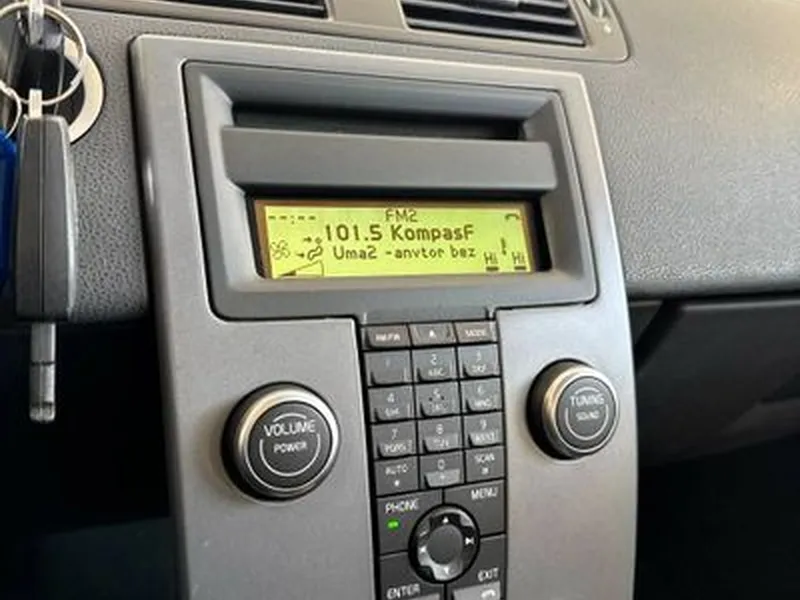 --:-- FM2
101.5 KompasF
Uma2 -anvtor bez
Hi Hi
AM/FM MODE
1 2 ABC 3 DEF
4 GHI 5 JKL 6 MNO
7 PQRS 8 TUV 9 WXYZ
AUTO * 0 + SCAN #
VOLUME
POWER
TUNING
SOUND
PHONE MENU
ENTER EXIT